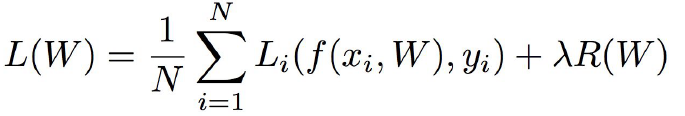 L(W) = \frac{1}{N} \sum_{i=1}^{N} L_i(f(x_i, W), y_i) + \lambda R(W)